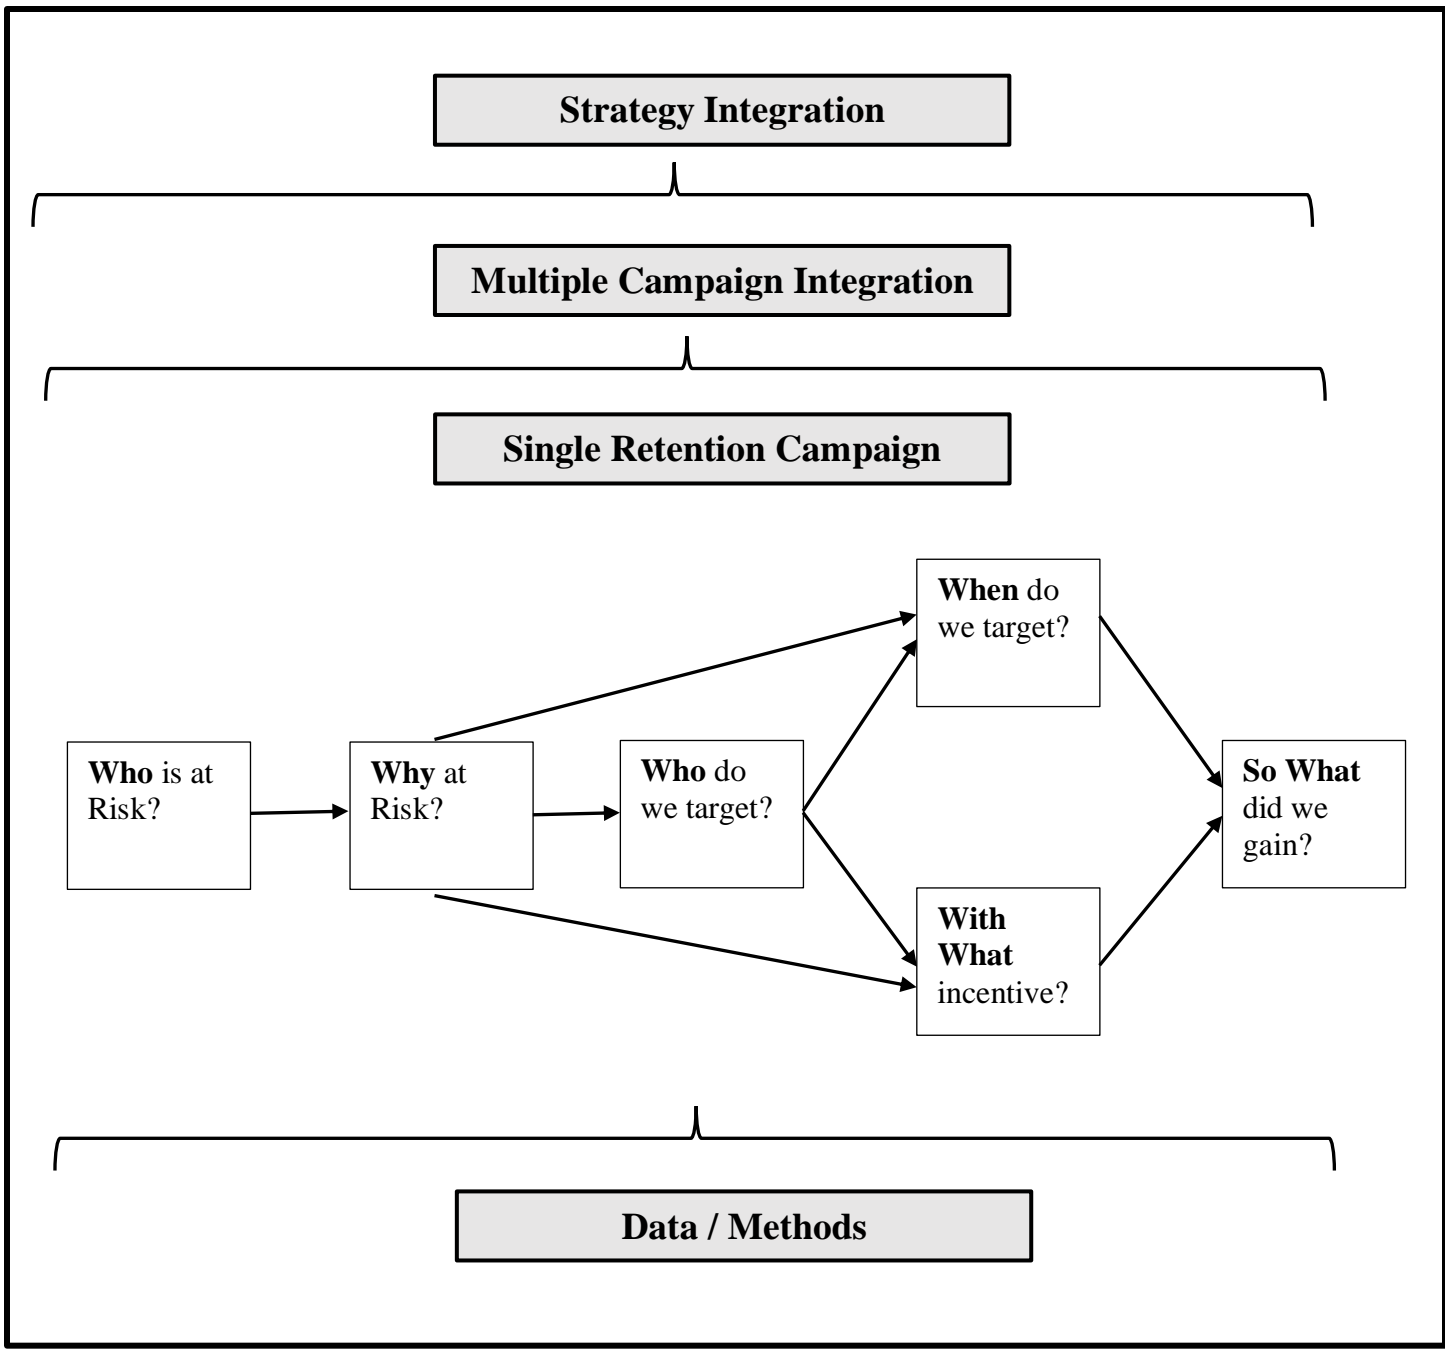 Strategy Integration
Multiple Campaign Integration
Single Retention Campaign
Who is at
Risk?
Why at
Risk?
Who do
we target?
When do
we target?
With
What
incentive?
So What
did we
gain?
Data / Methods